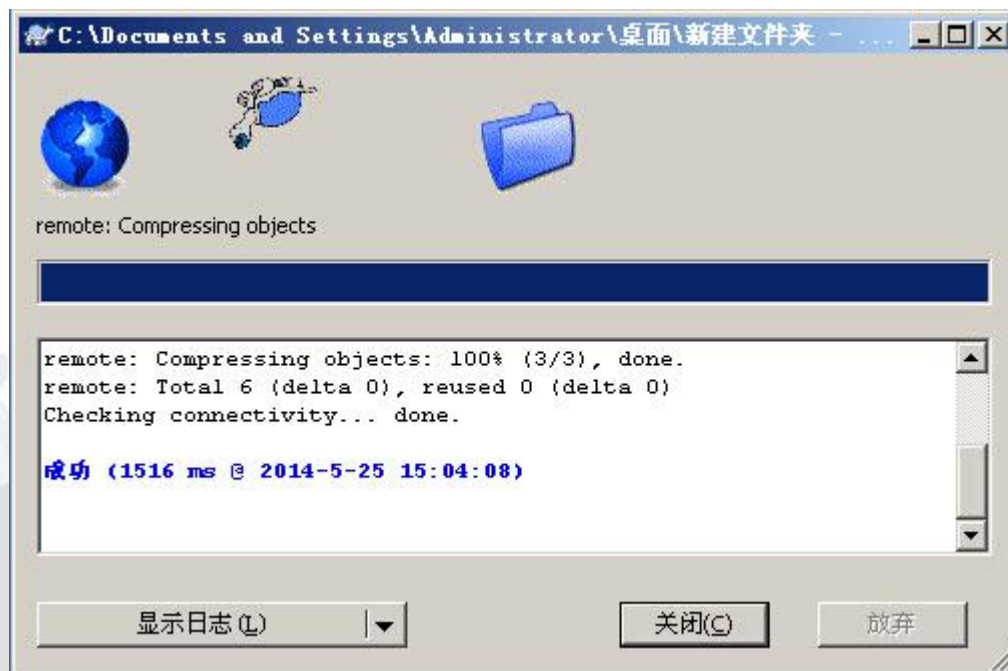 C:\Documents and Settings\Administrator\桌面\新建文件夹 - ...
remote: Compressing objects
remote: Compressing objects: 100% (3/3), done.
remote: Total 6 (delta 0), reused 0 (delta 0)
Checking connectivity... done.
成功 (1516 ms @ 2014-5-25 15:04:08)
显示日志(L)
关闭(C)
放弃